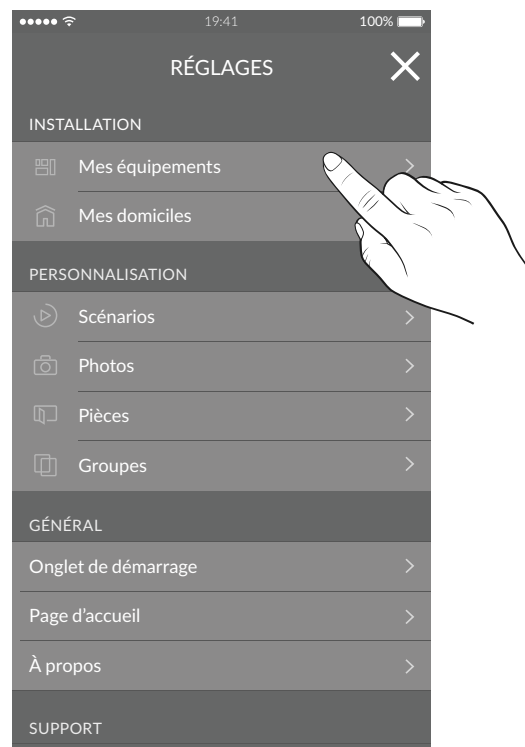 19:41 100%
RÉGLAGES
INSTALLATION
Mes équipements
Mes domiciles
PERSONNALISATION
Scénarios
Photos
Pièces
Groupes
GÉNÉRAL
Onglet de démarrage
Page d’accueil
À propos
SUPPORT